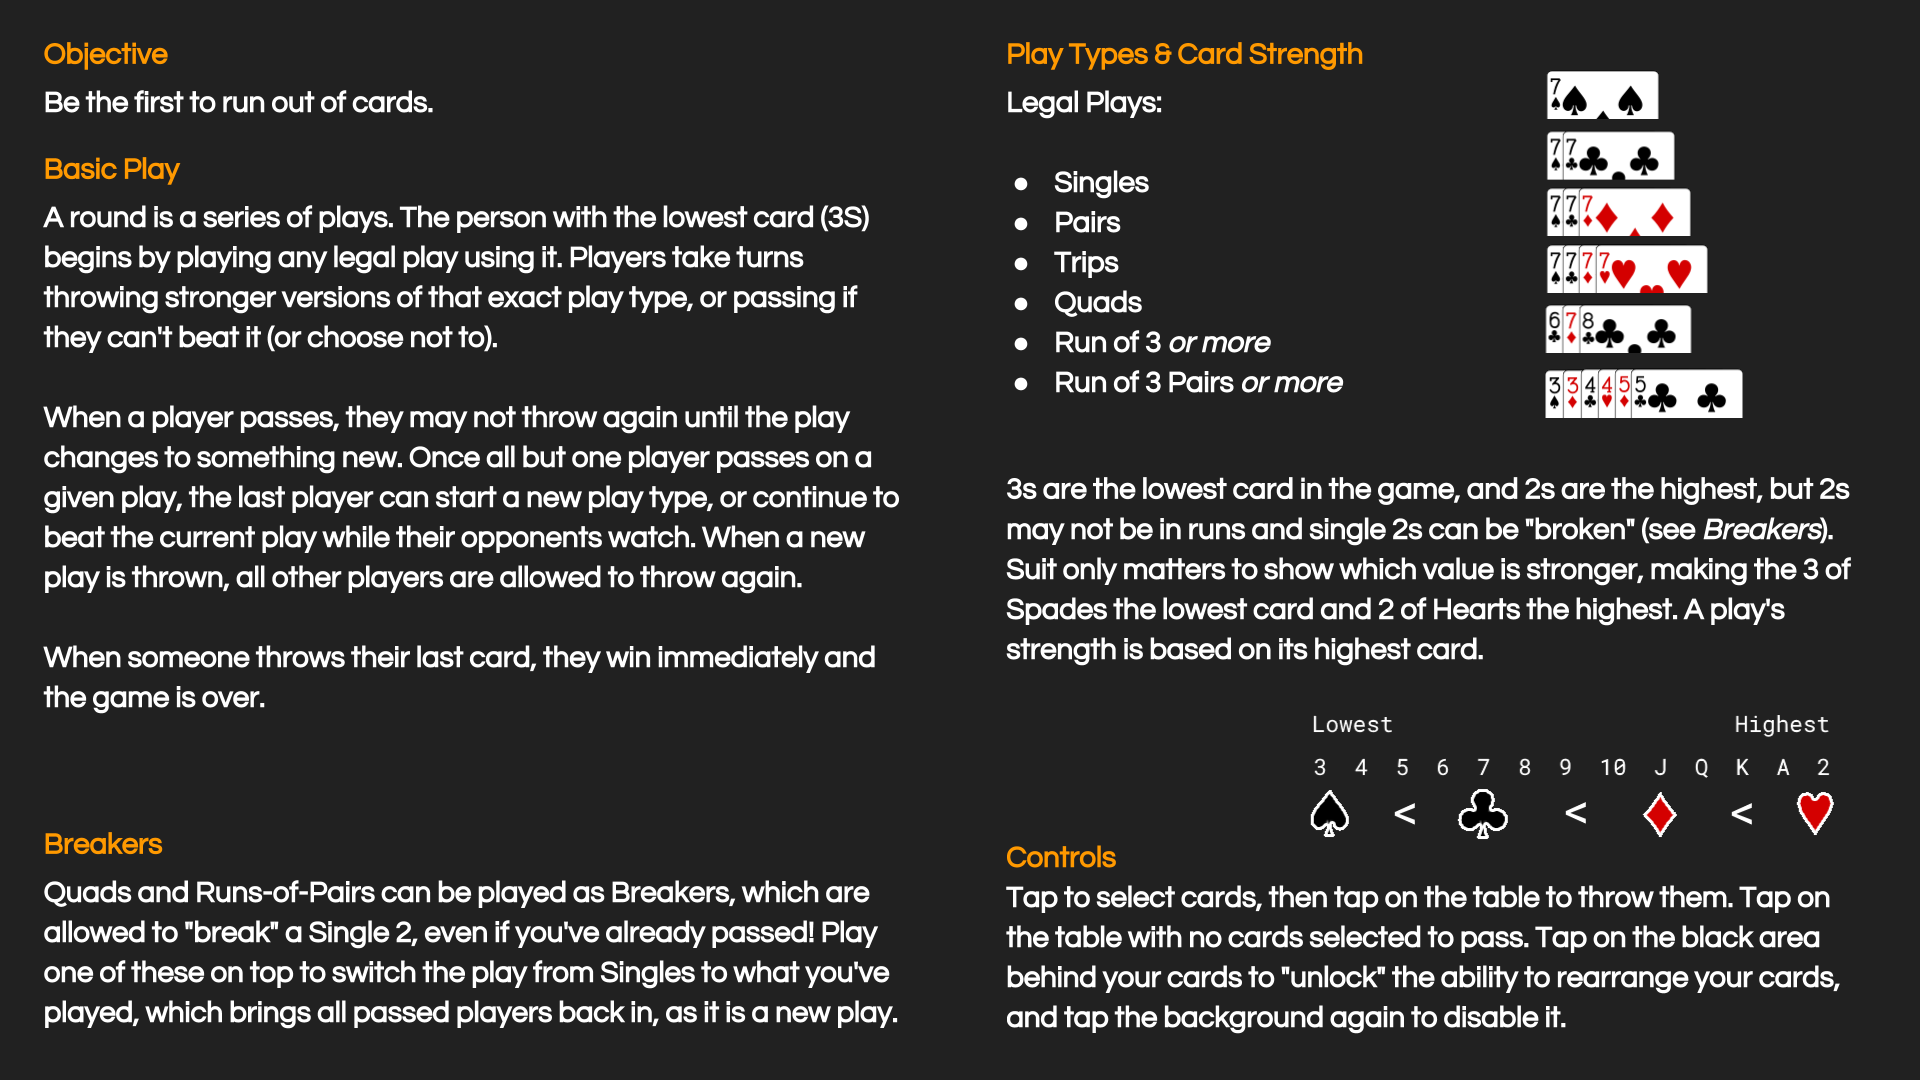 Objective
Be the first to run out of cards.
Basic Play
A round is a series of plays. The person with the lowest card (3S)
begins by playing any legal play using it. Players take turns
throwing stronger versions of that exact play type, or passing if
they can't beat it (or choose not to).
When a player passes, they may not throw again until the play
changes to something new. Once all but one player passes on a
given play, the last player can start a new play type, or continue to
beat the current play while their opponents watch. When a new
play is thrown, all other players are allowed to throw again.
When someone throws their last card, they win immediately and
the game is over.
Breakers
Quads and Runs-of-Pairs can be played as Breakers, which are
allowed to "break" a Single 2, even if you've already passed! Play
one of these on top to switch the play from Singles to what you've
played, which brings all passed players back in, as it is a new play.
Play Types & Card Strength
Legal Plays:
● Singles
● Pairs
● Trips
● Quads
● Run of 3 or more
● Run of 3 Pairs or more
7
7 7
7 7 7
7 7 7 7
6 7 8
3 3 4 4 5 5
3s are the lowest card in the game, and 2s are the highest, but 2s
may not be in runs and single 2s can be "broken" (see Breakers).
Suit only matters to show which value is stronger, making the 3 of
Spades the lowest card and 2 of Hearts the highest. A play's
strength is based on its highest card.
Lowest Highest
3 4 5 6 7 8 9 10 J Q K A 2
♠ < ♣ < ♦ < ♥
Controls
Tap to select cards, then tap on the table to throw them. Tap on
the table with no cards selected to pass. Tap on the black area
behind your cards to "unlock" the ability to rearrange your cards,
and tap the background again to disable it.